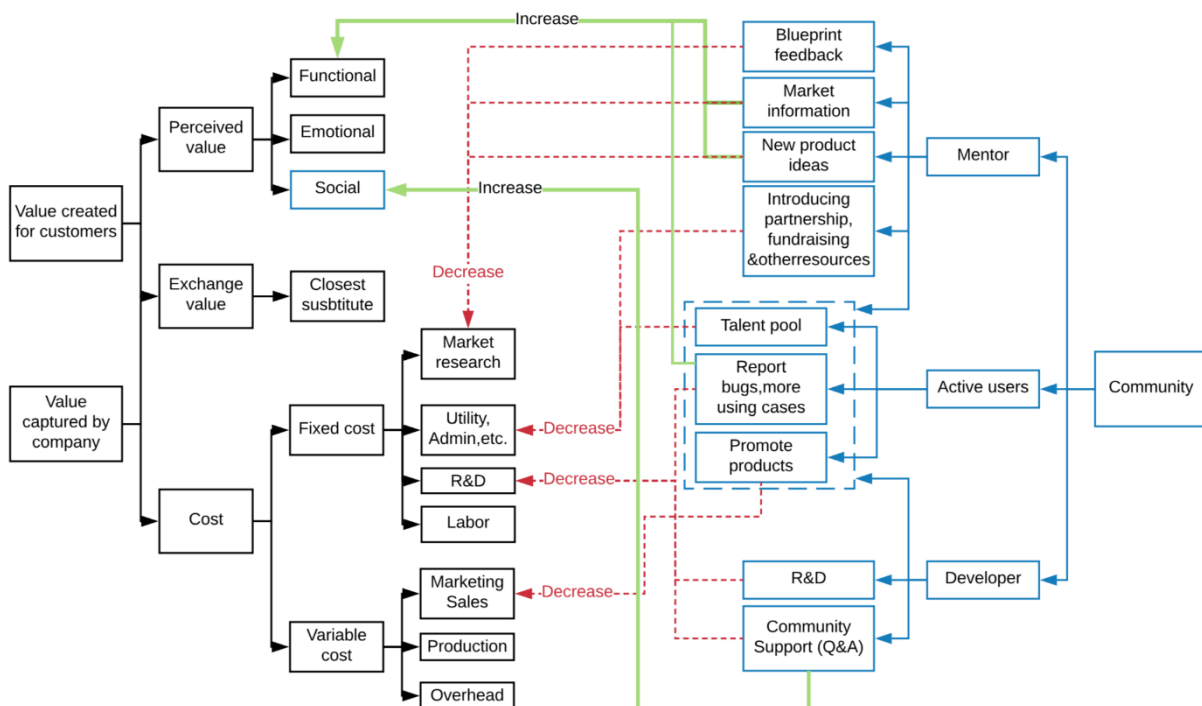 Increase
Blueprint
feedback
Functional
Market
information
Perceived
value
Emotional
New product
ideas
Mentor
Social
Increase
Value created
for customers
Introducing
partnership,
fundraising
&otherresources
Decrease
Exchange
value
Closest
susbtitute
Talent pool
Market
research
Report
bugs,more
using cases
Active users
Community
Value
captured by
company
Fixed cost
Utility,
Admin,etc.
Decrease
Promote
products
R&D
Decrease
Cost
Labor
Marketing
Sales
Decrease
R&D
Developer
Variable
cost
Production
Community
Support (Q&A)
Overhead